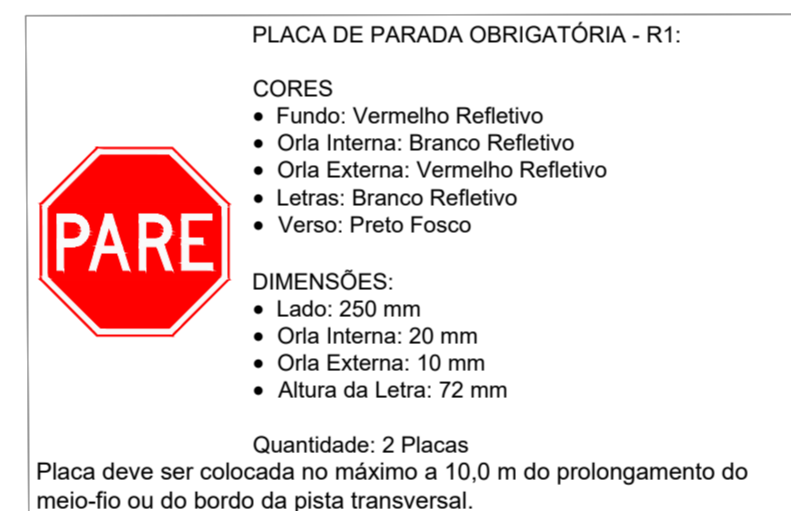 PLACA DE PARADA OBRIGATÓRIA - R1:
CORES
• Fundo: Vermelho Refletivo
• Orla Interna: Branco Refletivo
• Orla Externa: Vermelho Refletivo
• Letras: Branco Refletivo
• Verso: Preto Fosco
PARE
DIMENSÕES:
• Lado: 250 mm
• Orla Interna: 20 mm
• Orla Externa: 10 mm
• Altura da Letra: 72 mm
Quantidade: 2 Placas
Placa deve ser colocada no máximo a 10,0 m do prolongamento do
meio-fio ou do bordo da pista transversal.